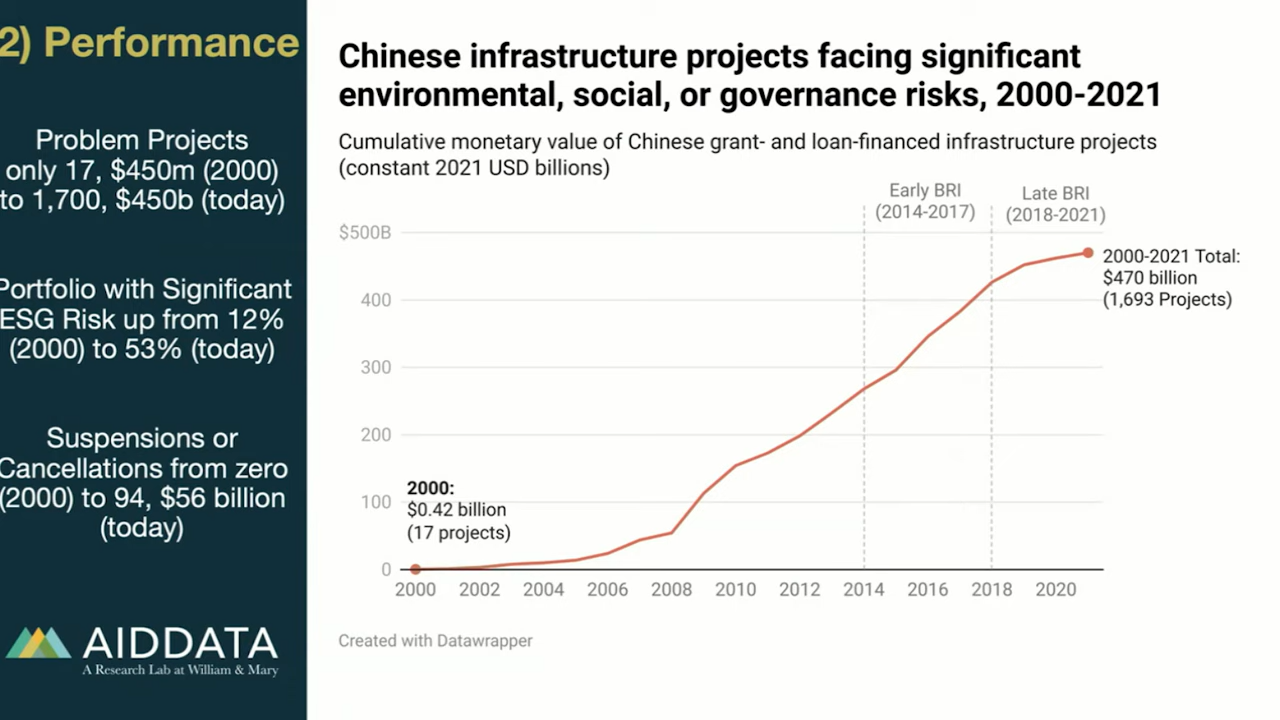 2) Performance
Problem Projects
only 17, $450m (2000)
to 1,700, $450b (today)
Portfolio with Significant
ESG Risk up from 12%
(2000) to 53% (today)
Suspensions or
Cancellations from zero
(2000) to 94, $56 billion
(today)
AIDDATA
A Research Lab at William & Mary
Chinese infrastructure projects facing significant
environmental, social, or governance risks, 2000-2021
Cumulative monetary value of Chinese grant- and loan-financed infrastructure projects
(constant 2021 USD billions)
Early BRI
(2014-2017)
Late BRI
(2018-2021)
$500B
400
300
200
100
0
2000-2021 Total:
$470 billion
(1,693 Projects)
2000:
$0.42 billion
(17 projects)
2000 2002 2004 2006 2008 2010 2012 2014 2016 2018 2020
Created with Datawrapper